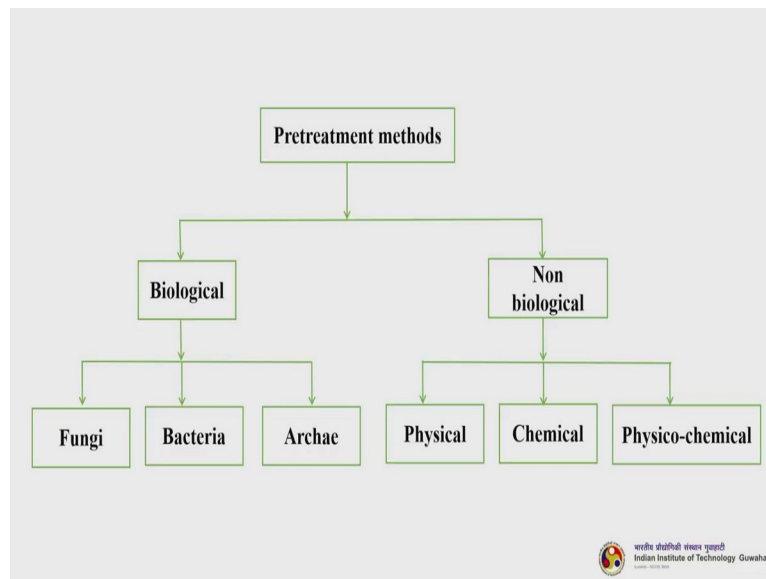 Pretreatment methods
Biological
Non
biological
Fungi
Bacteria
Archae
Physical
Chemical
Physico-chemical
भारतीय प्रौद्योगिकी संस्थान गुवाहाटी
Indian Institute of Technology Guwaha